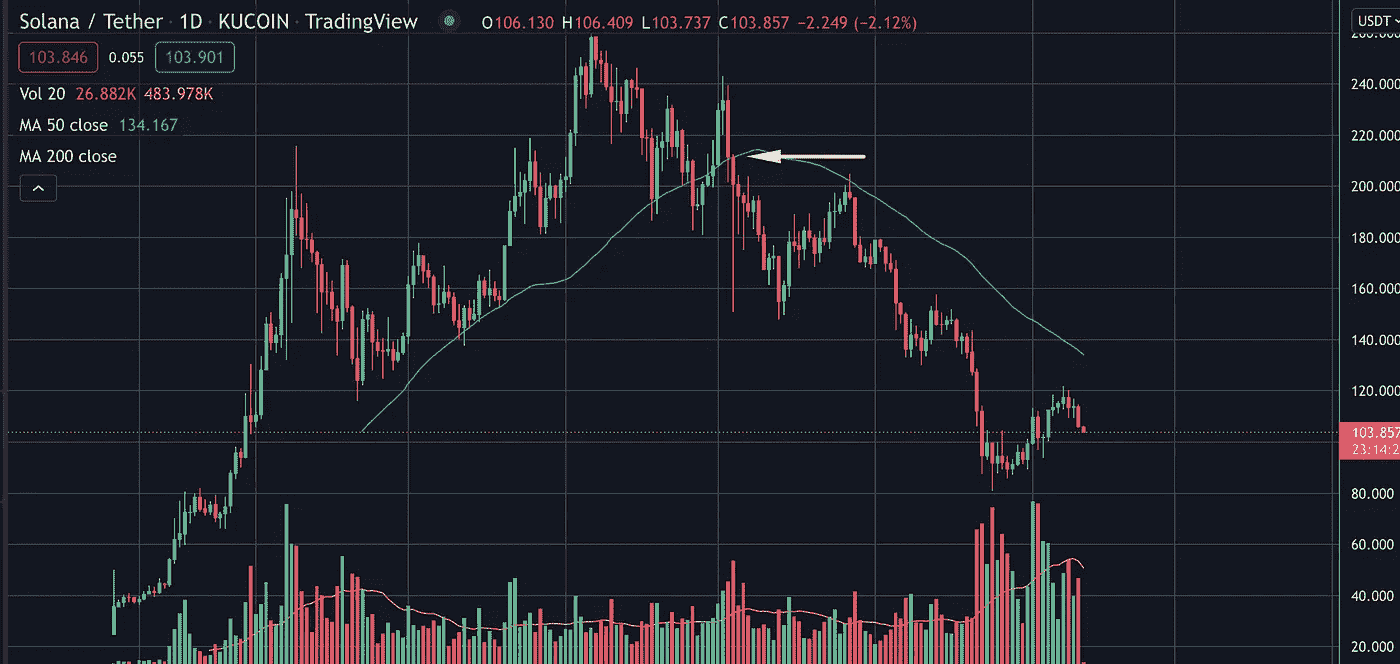 Solana / Tether · 1D · KUCOIN · TradingView O106.130 H106.409 L103.737 C103.857 −2.249 (−2.12%)
USDT
103.846 0.055 103.901
Vol 20 26.882K 483.978K
MA 50 close 134.167
MA 200 close
260.000
240.000
220.000
200.000
180.000
160.000
140.000
120.000
103.857
23:14:2
80.000
60.000
40.000
20.000